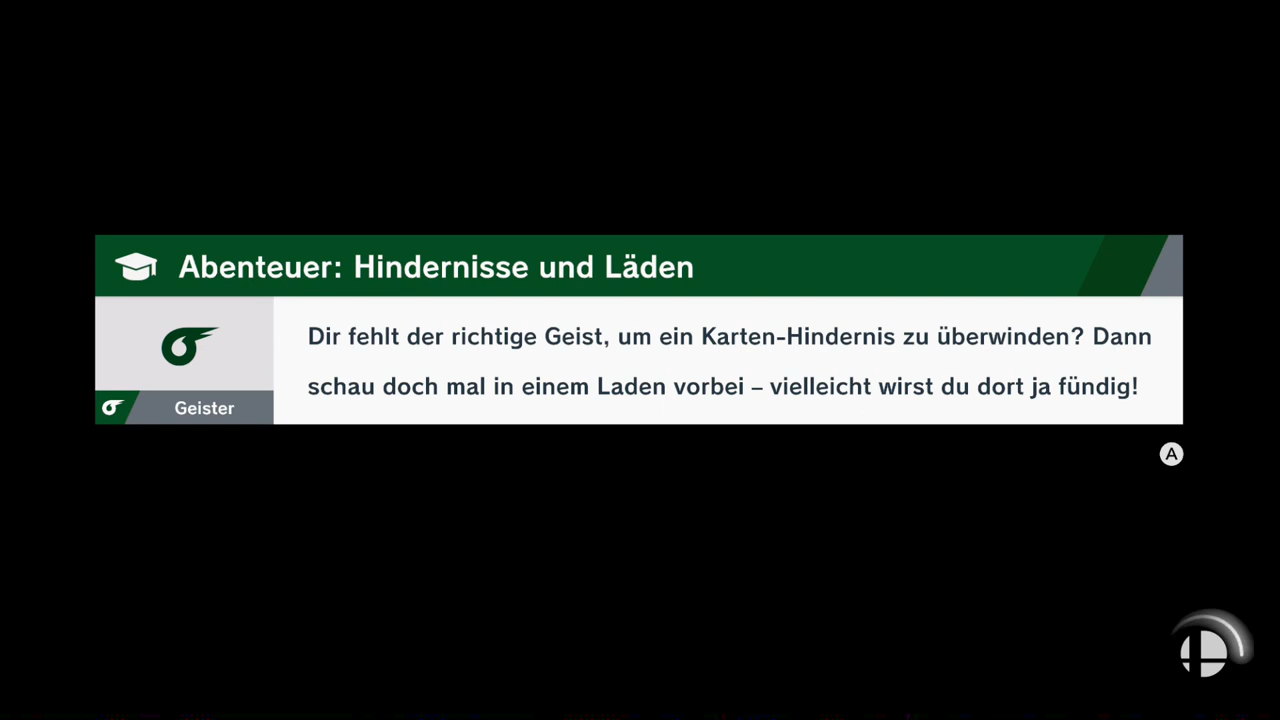 Abenteuer: Hindernisse und Läden
Dir fehlt der richtige Geist, um ein Karten-Hindernis zu überwinden? Dann
schau doch mal in einem Laden vorbei – vielleicht wirst du dort ja fündig!
Geister
A